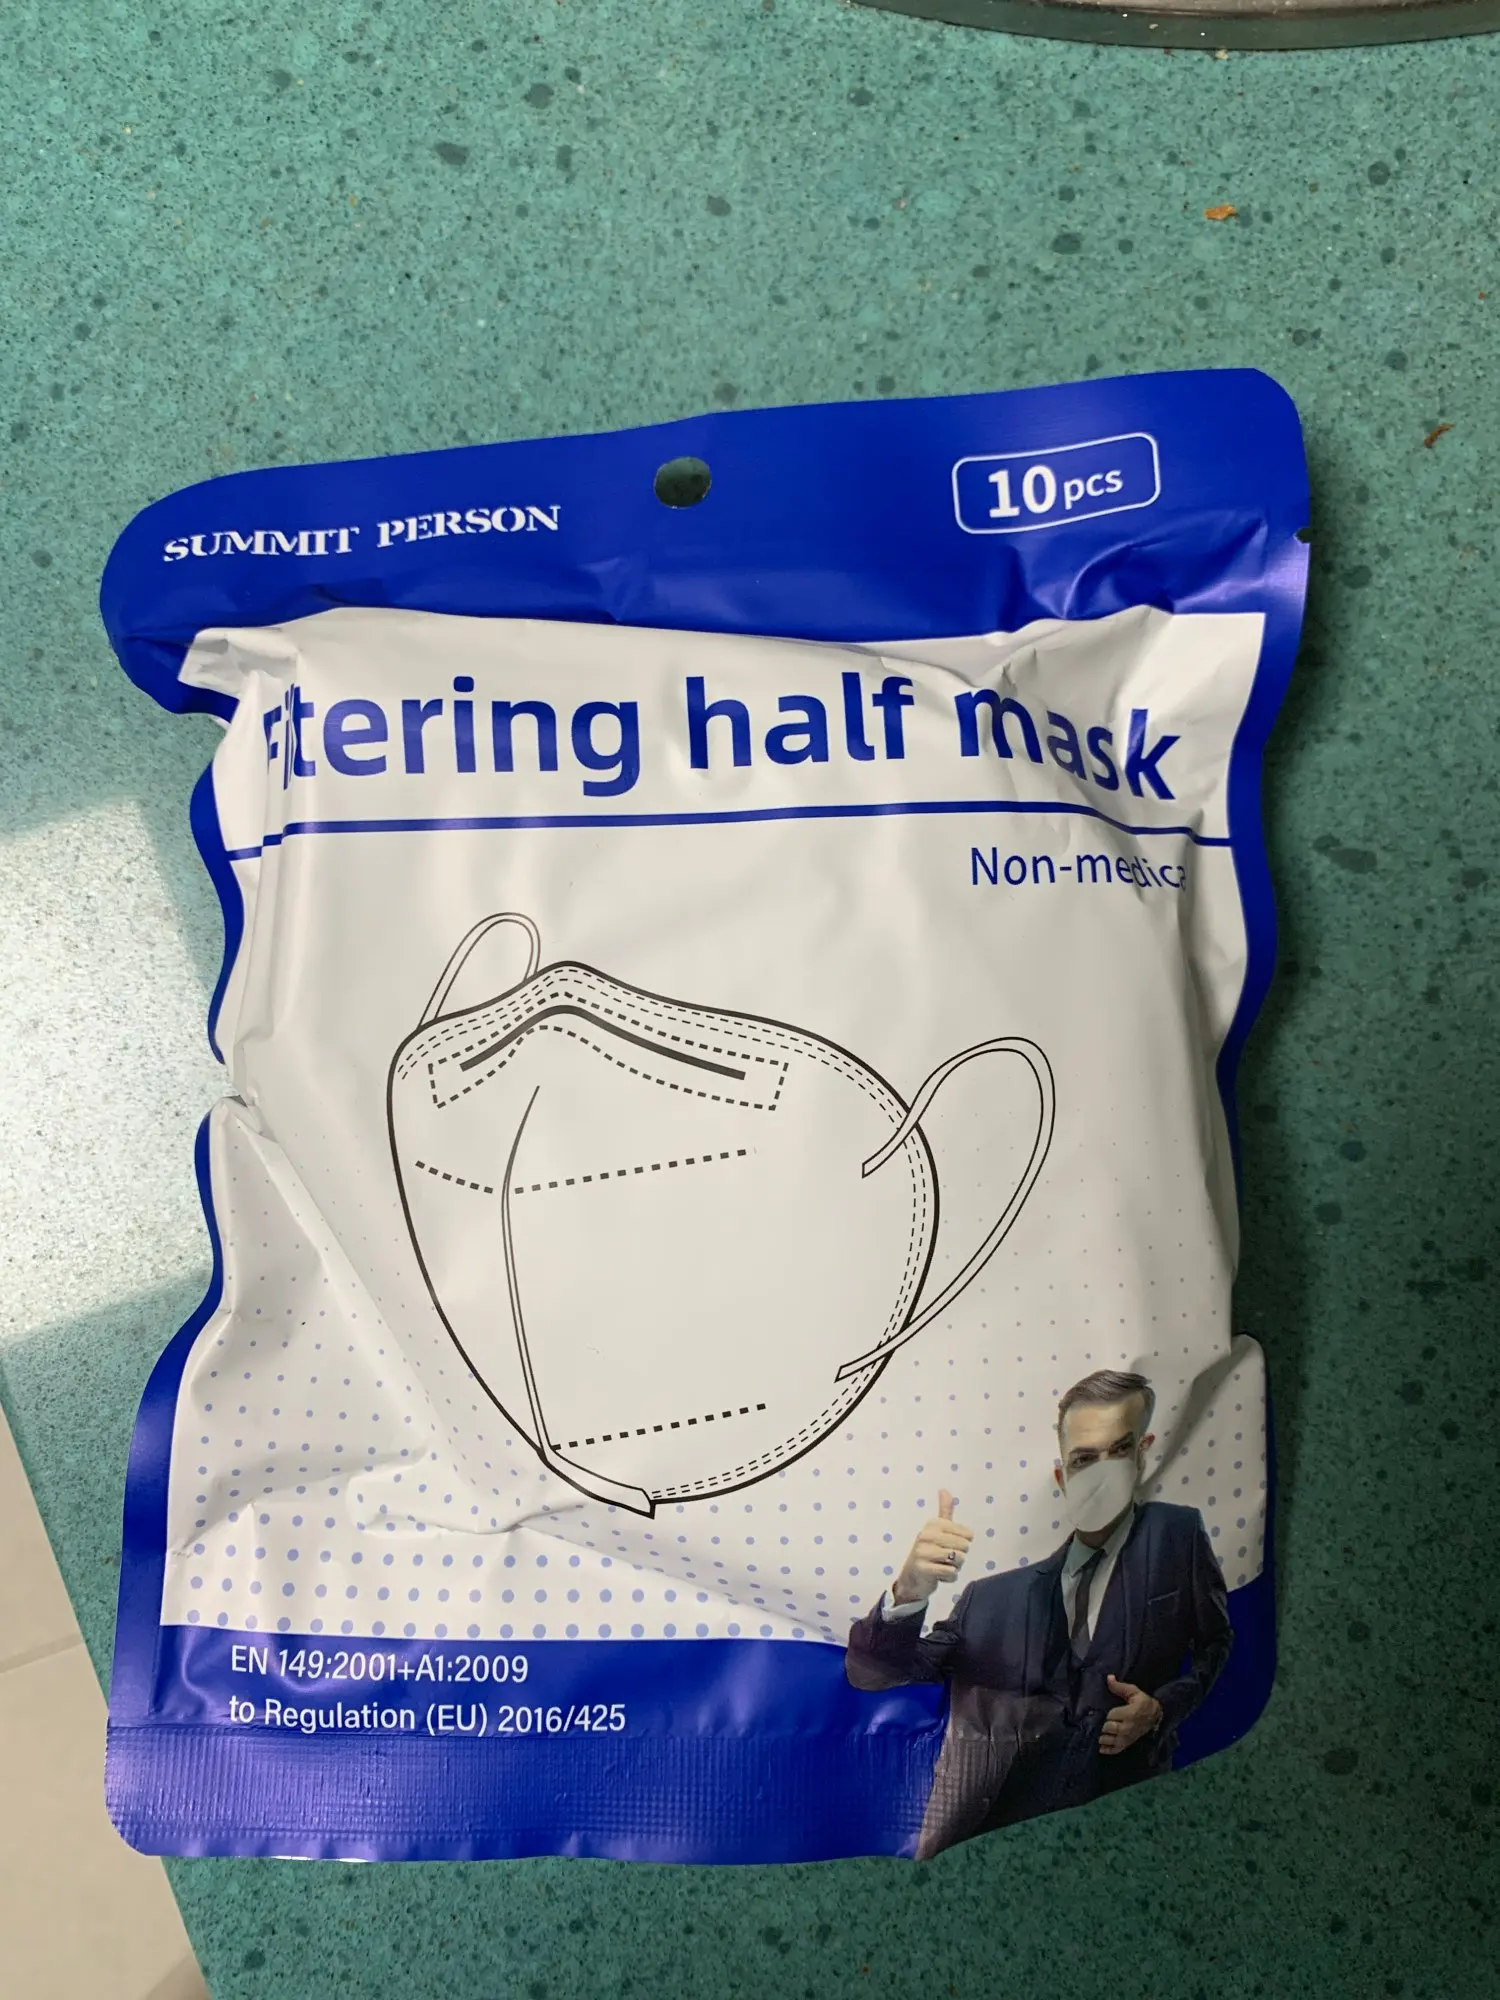 SUMMIT PERSON
10pcs
Filtering half mask
Non-medical
EN 149:2001+A1:2009
to Regulation (EU) 2016/425